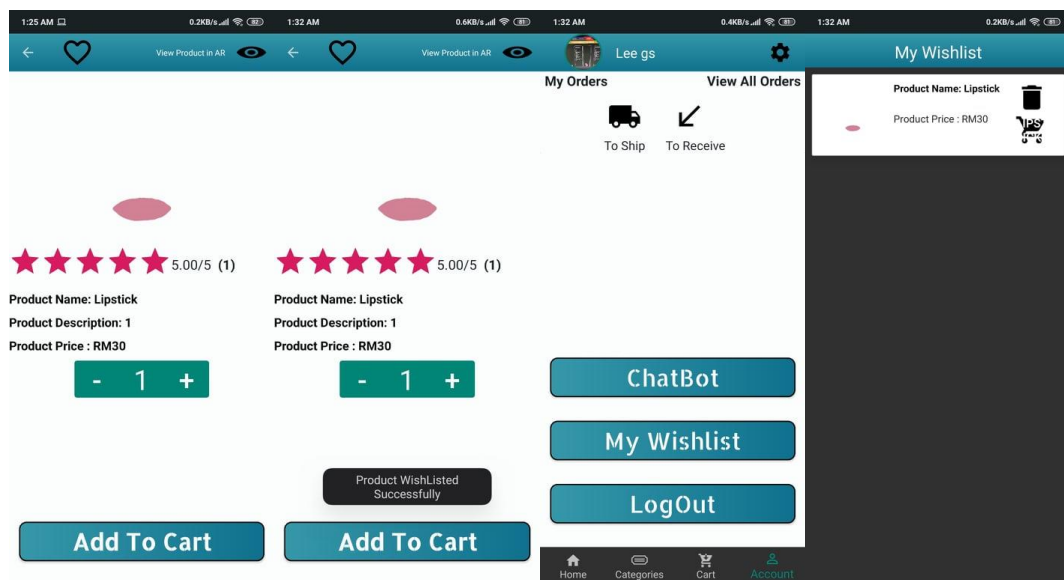 1:25 AM
0.2KB/s
82
View Product in AR
5.00/5 (1)
Product Name: Lipstick
Product Description: 1
Product Price : RM30
- 1 +
Add To Cart
1:32 AM
0.6KB/s
81
View Product in AR
5.00/5 (1)
Product Name: Lipstick
Product Description: 1
Product Price : RM30
- 1 +
Product WishListed
Successfully
Add To Cart
1:32 AM
0.4KB/s
81
Lee gs
My Orders
View All Orders
To Ship
To Receive
ChatBot
My Wishlist
LogOut
Home
Categories
Cart
Account
1:32 AM
0.2KB/s
81
My Wishlist
Product Name: Lipstick
Product Price : RM30